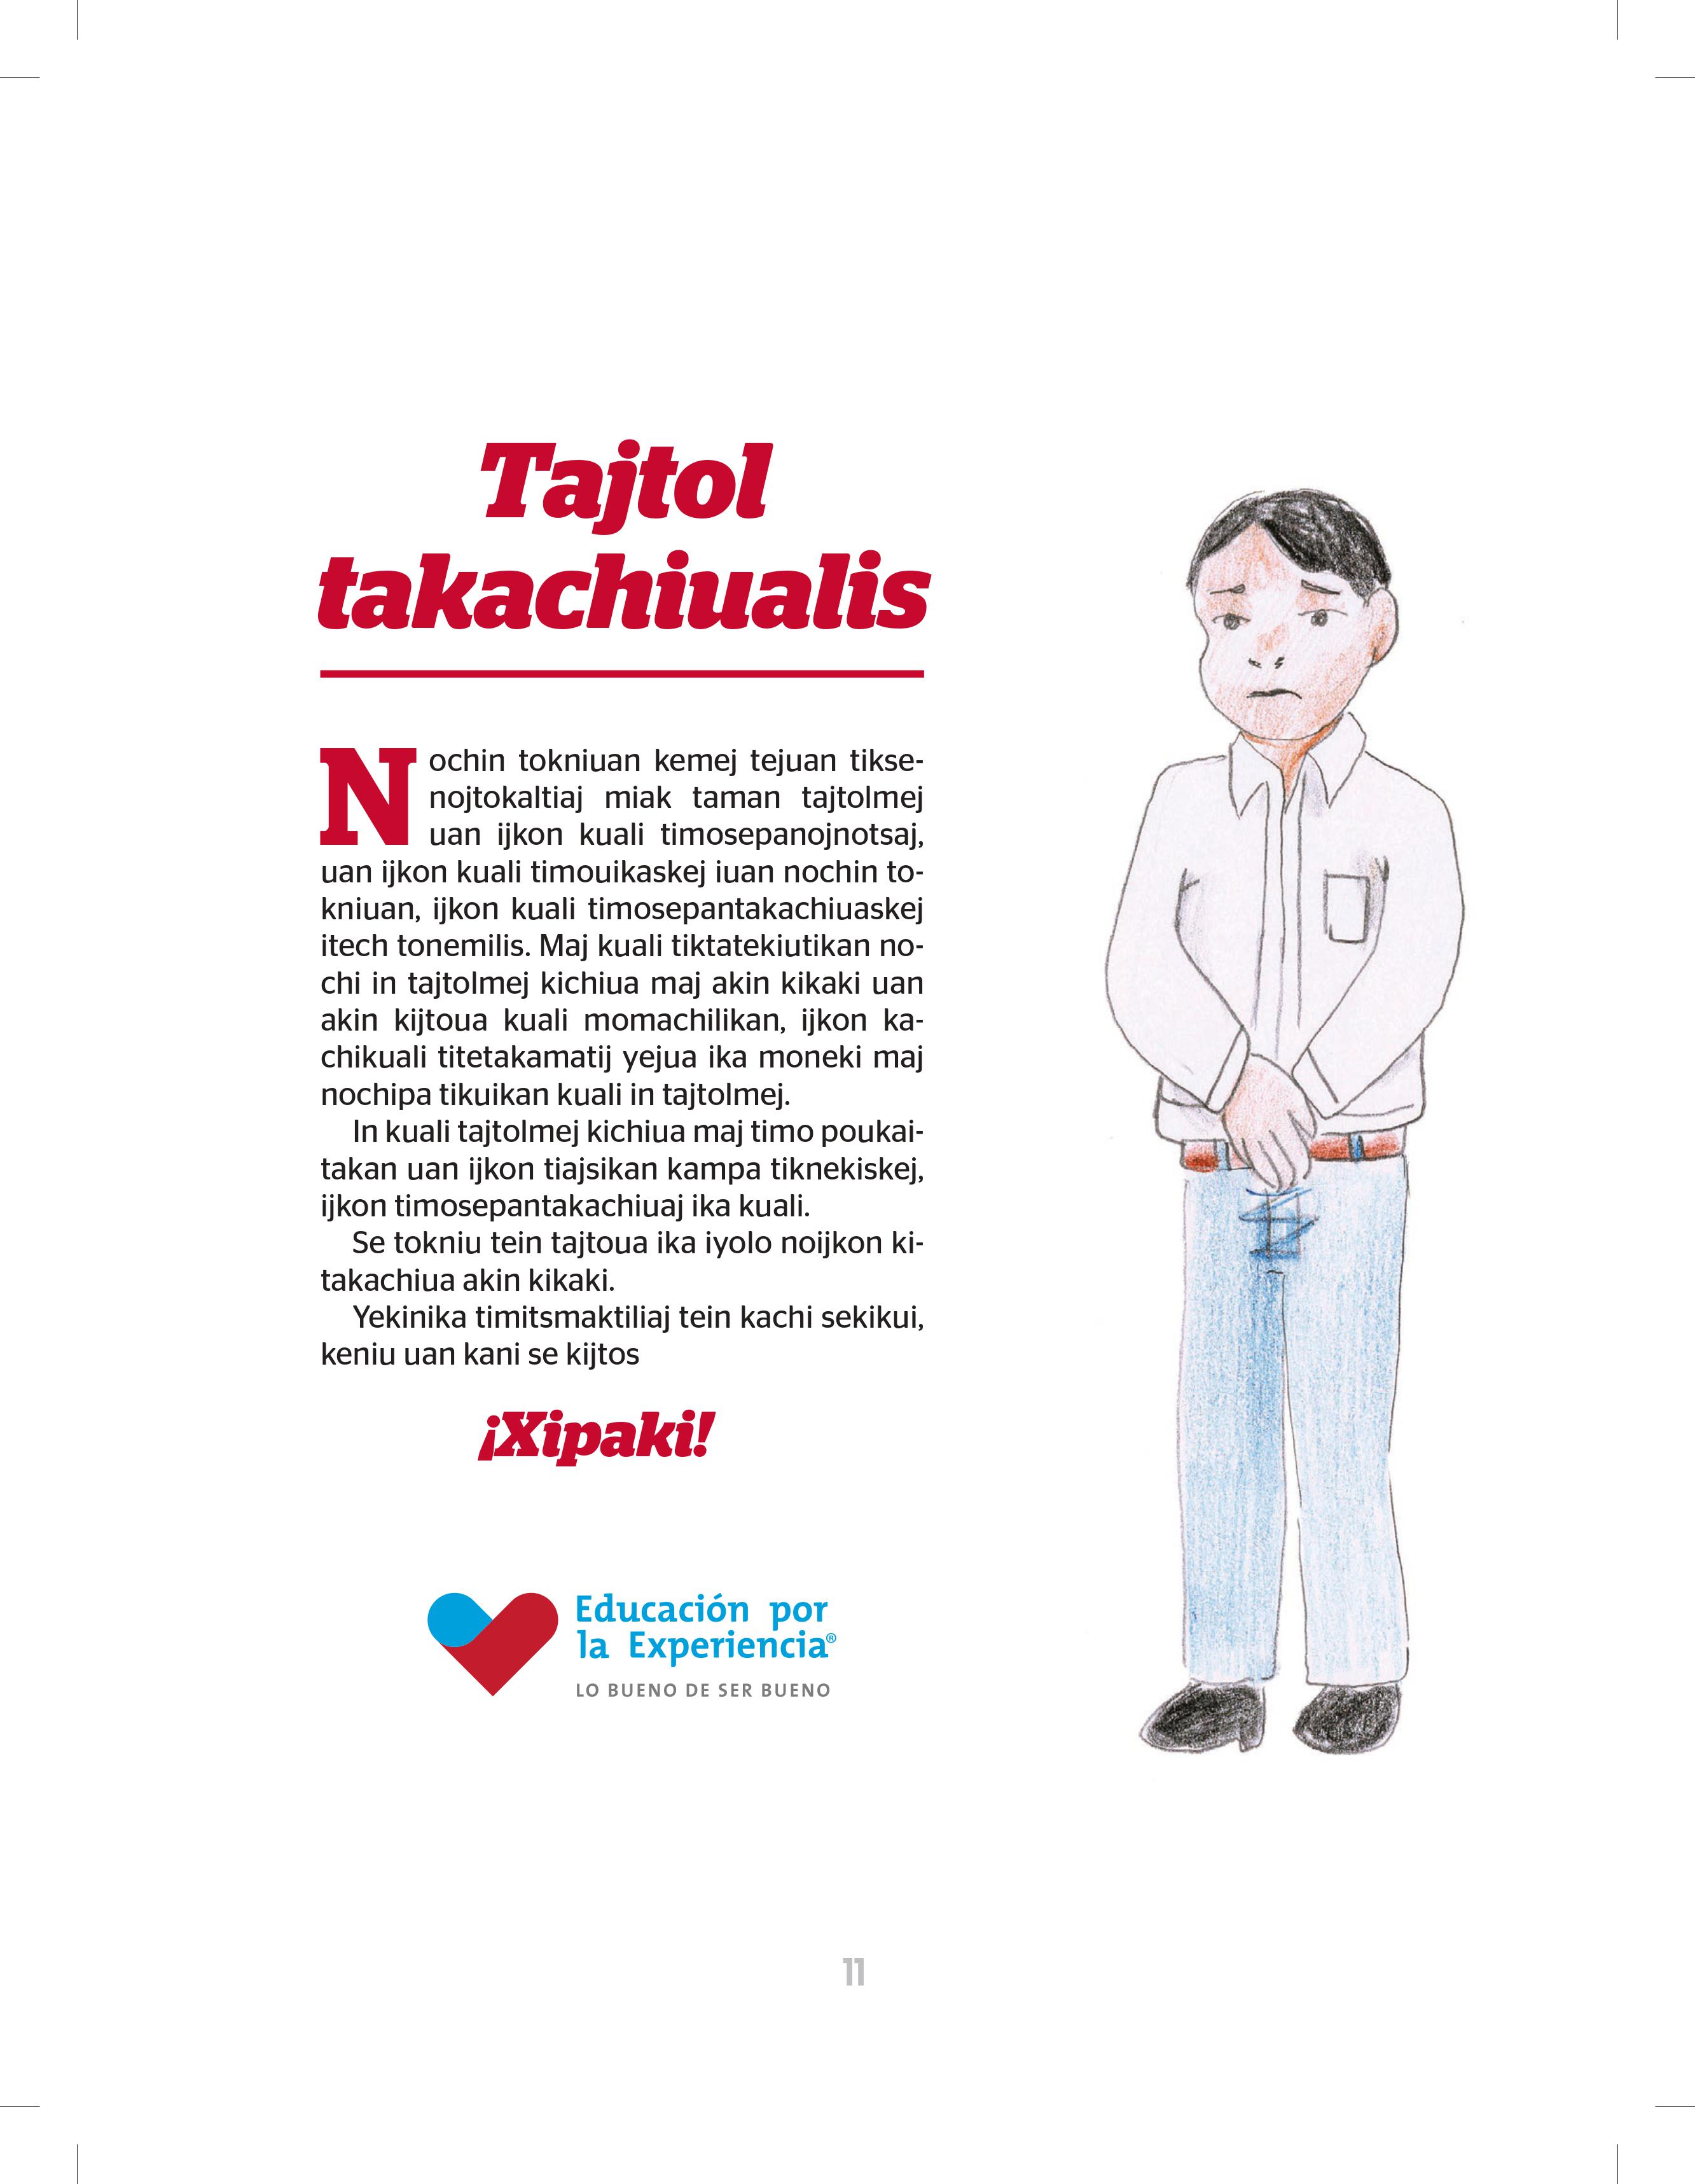 Tajtol
takachiualis
Nochin tokniuan kemej tejuan tikse-
nojtokaltiaj miak taman tajtolmej
uan ijkon kuali timosepanojnotsaj,
uan ijkon kuali timouikaskej iuan nochin to-
kniuan, ijkon kuali timosepantakachiuaskej
itech tonemilis. Maj kuali tiktatekiutikan no-
chi in tajtolmej kichiua maj akin kikaki uan
akin kijtoua kuali momachilikan, ijkon ka-
chikuali titetakamatij yejua ika moneki maj
nochipa tikuikan kuali in tajtolmej.
In kuali tajtolmej kichiua maj timo poukai-
takan uan ijkon tiajsikan kampa tiknekiskej,
ijkon timosepantakachiuaj ika kuali.
Se tokniu tein tajtoua ika iyolo noijkon ki-
takachiua akin kikaki.
Yekinika timitsmaktiliaj tein kachi sekikui,
keniu uan kani se kijtos
¡Xipaki!
Educación por
la Experiencia®
LO BUENO DE SER BUENO
11